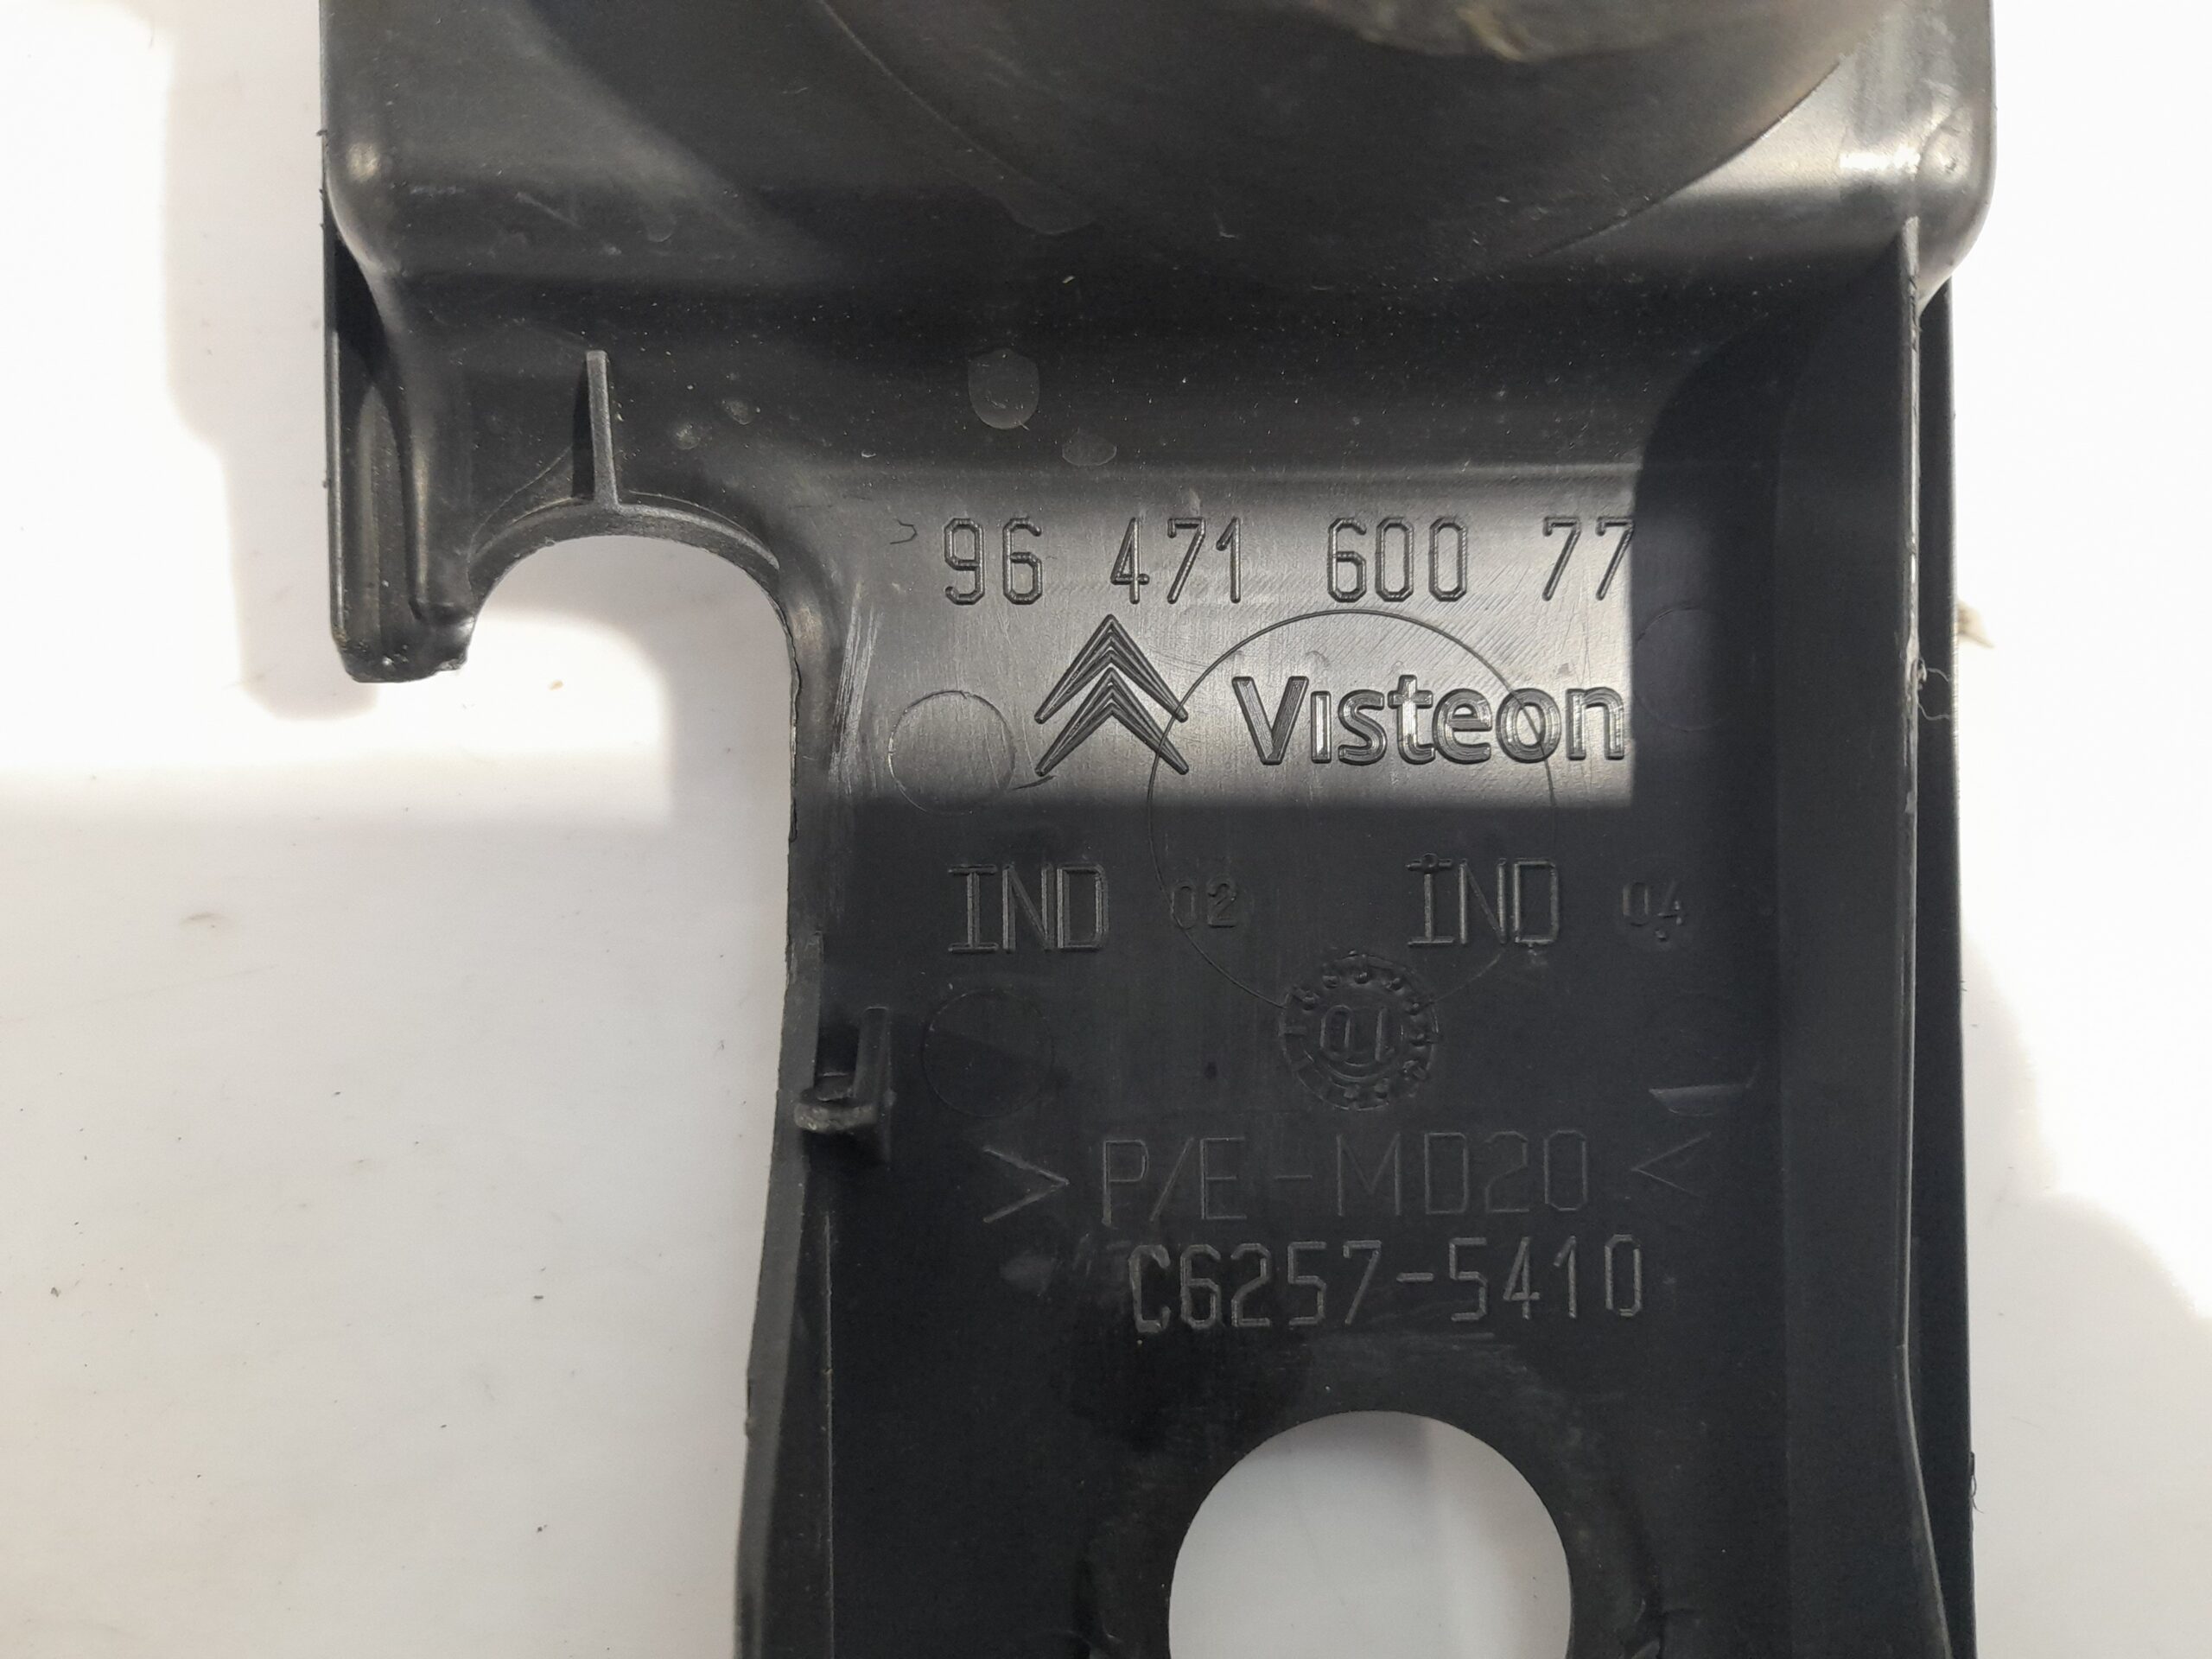 96 471 600 77
Visteon
IND 02 IND 04
> P/E-MD20 <
C6257-5410